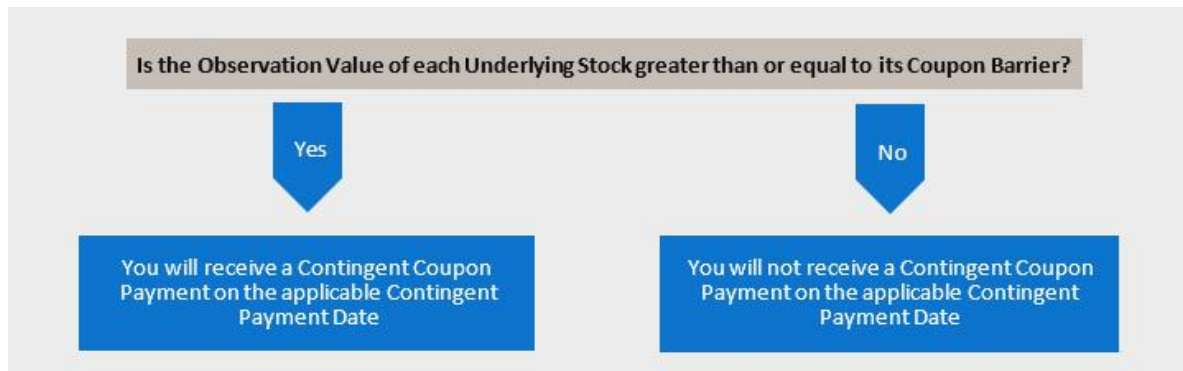 Is the Observation Value of each Underlying Stock greater than or equal to its Coupon Barrier?
Yes
No
You will receive a Contingent Coupon
Payment on the applicable Contingent
Payment Date
You will not receive a Contingent Coupon
Payment on the applicable Contingent
Payment Date